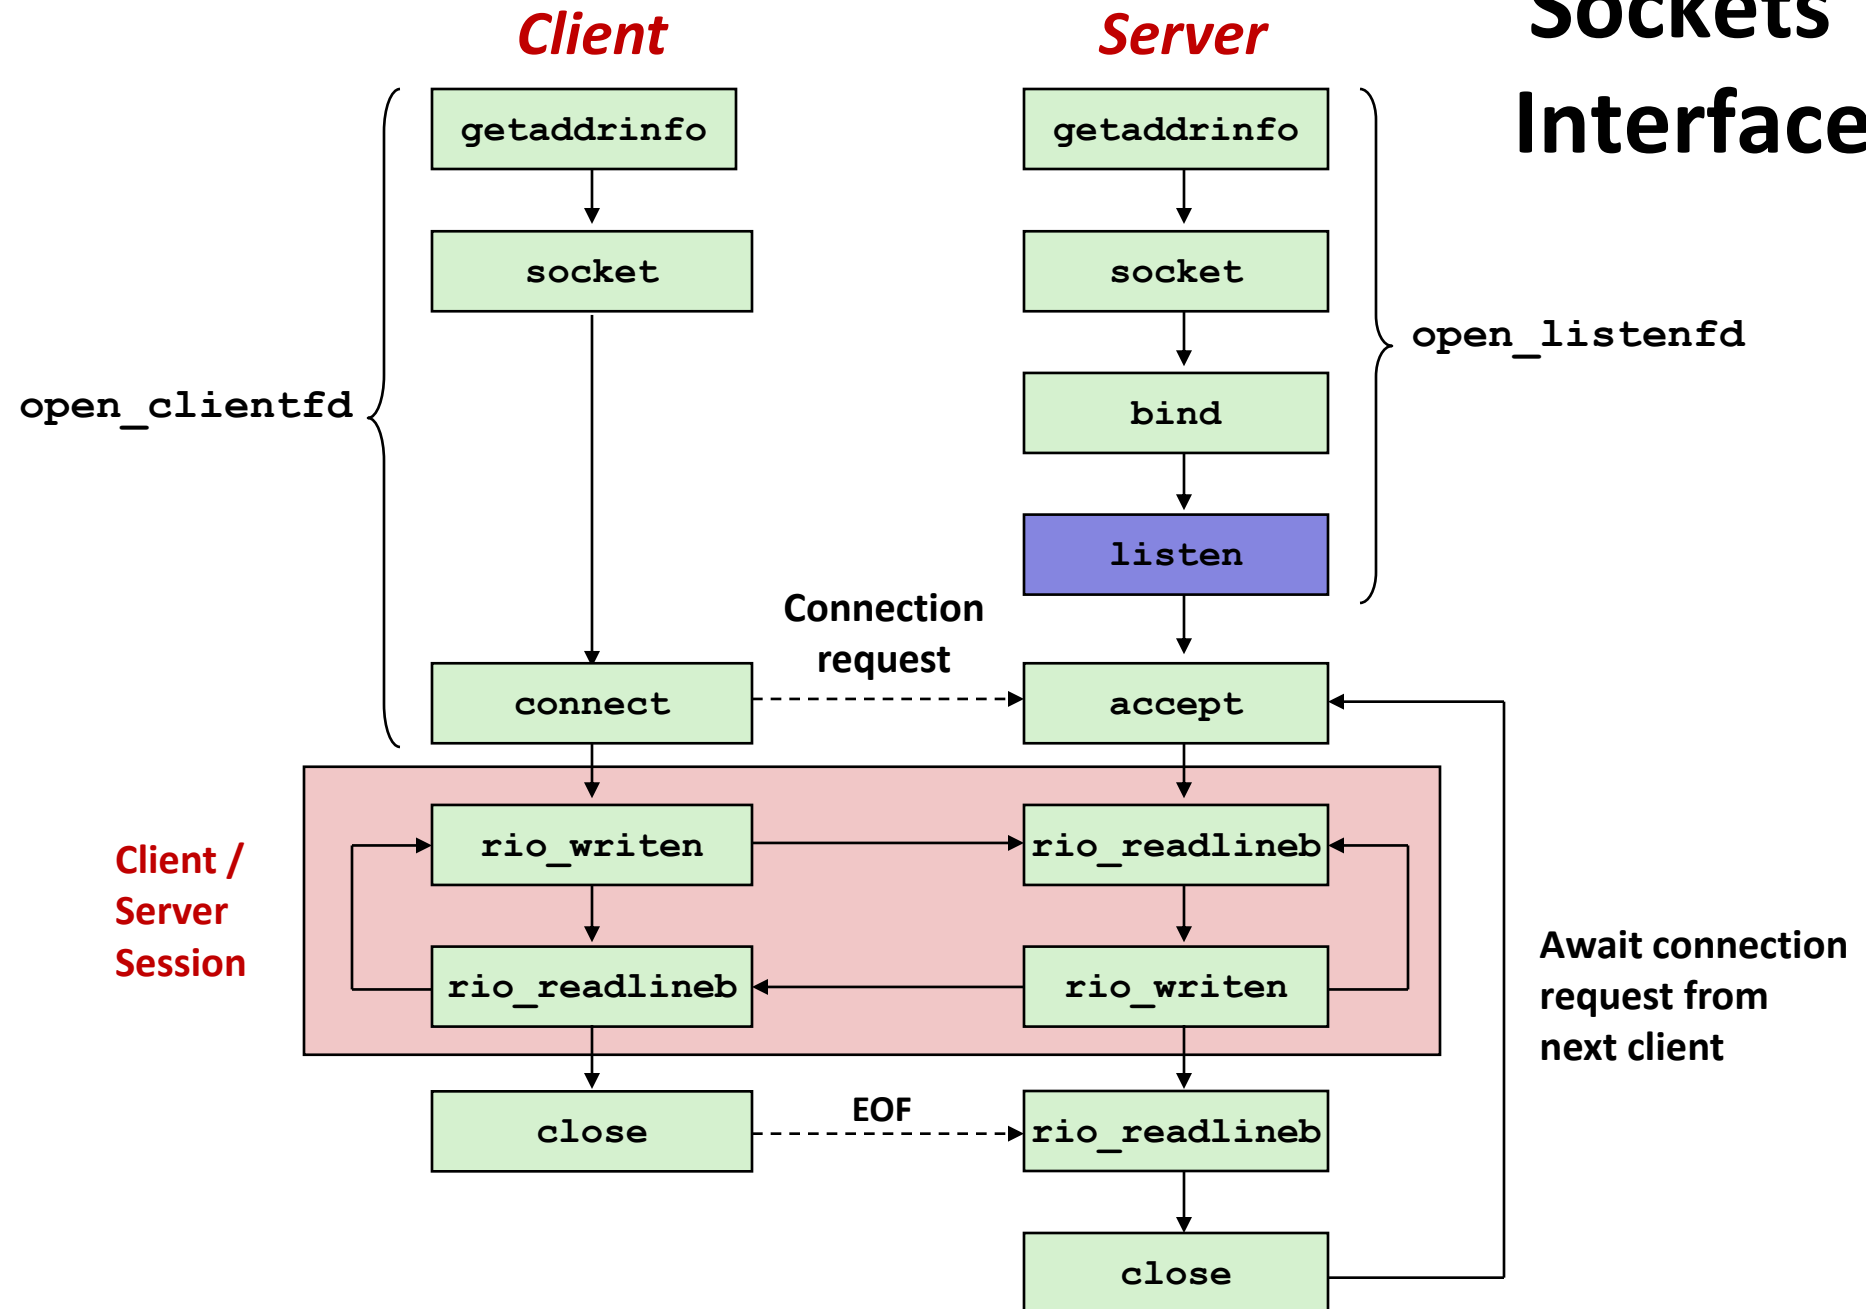 Sockets
Interface
Client
Server
getaddrinfo
getaddrinfo
socket
socket
open_listenfd
open_clientfd
bind
listen
Connection
request
connect
accept
Client /
Server
Session
rio_writen
rio_readlineb
rio_readlineb
rio_writen
Await connection
request from
next client
close
EOF
rio_readlineb
close